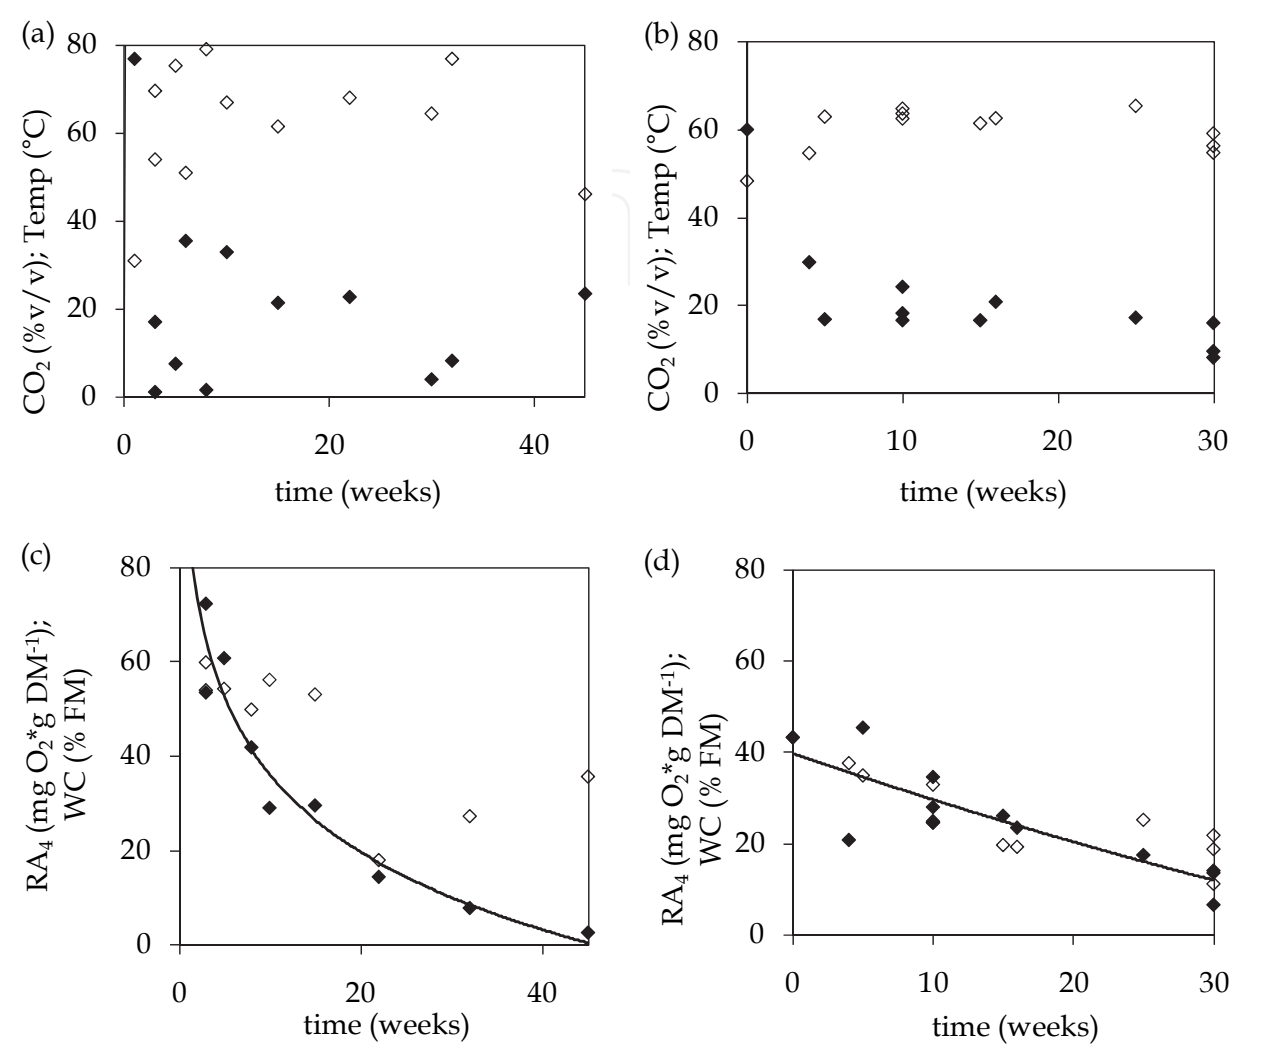 (a)
80
60
40
20
0
CO₂ (%v/v); Temp (°C)
0 20 40
time (weeks)
(b)
80
60
40
20
0
CO₂ (%v/v); Temp (°C)
0 10 20 30
time (weeks)
(c)
80
60
40
20
0
RA₄ (mg O₂*g DM⁻¹);
WC (% FM)
0 20 40
time (weeks)
(d)
80
60
40
20
0
RA₄ (mg O₂*g DM⁻¹);
WC (% FM)
0 10 20 30
time (weeks)